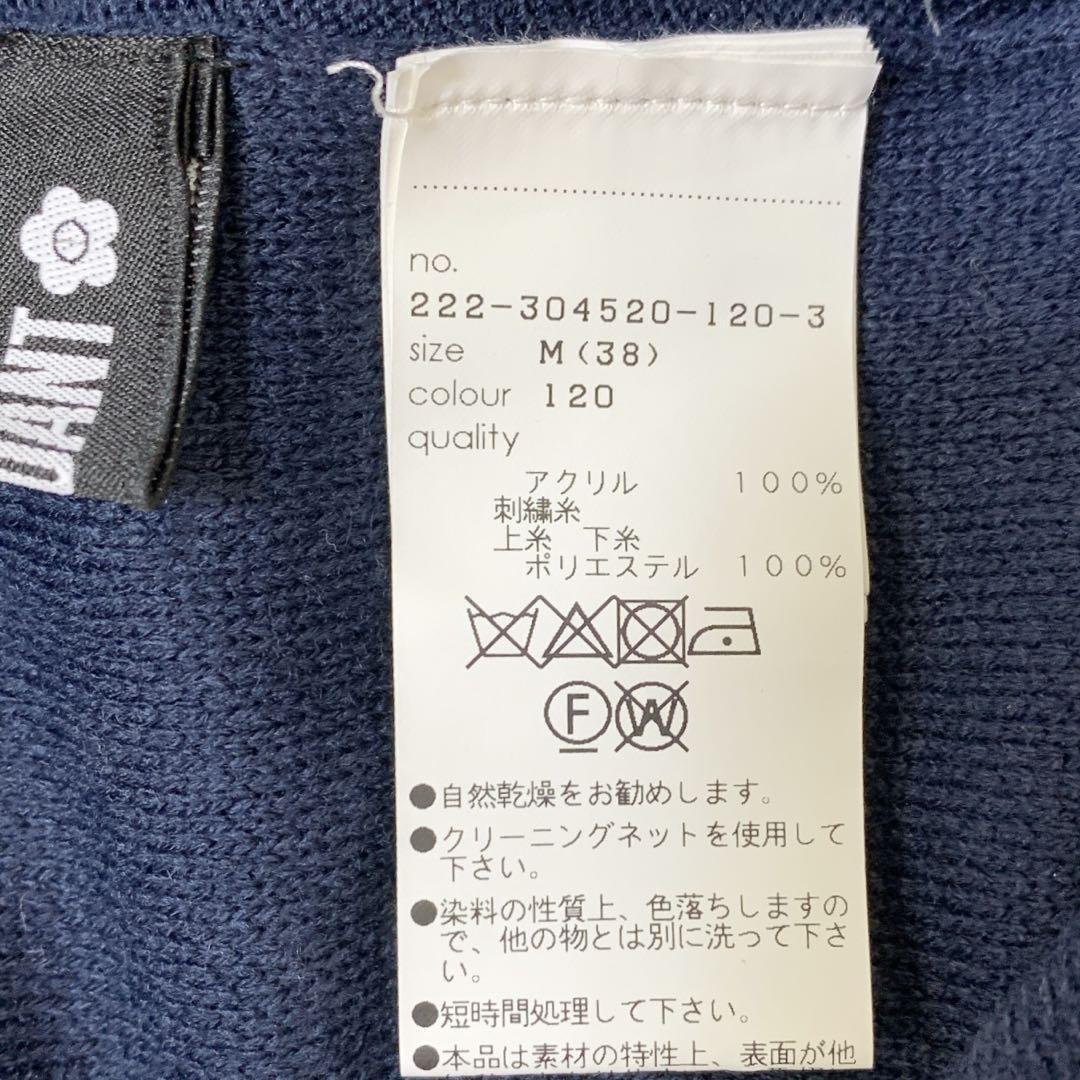 UANT
no.
222-304520-120-3
size M(38)
colour 120
quality
アクリル 100%
刺繍糸
上糸 下糸
ポリエステル 100%
F W
●自然乾燥をお勧めします。
●クリーニングネットを使用して
下さい。
●染料の性質上、色落ちしますの
で、他の物とは別に洗って下さ
い。
●短時間処理して下さい。
●本品は素材の特性上、表面が他